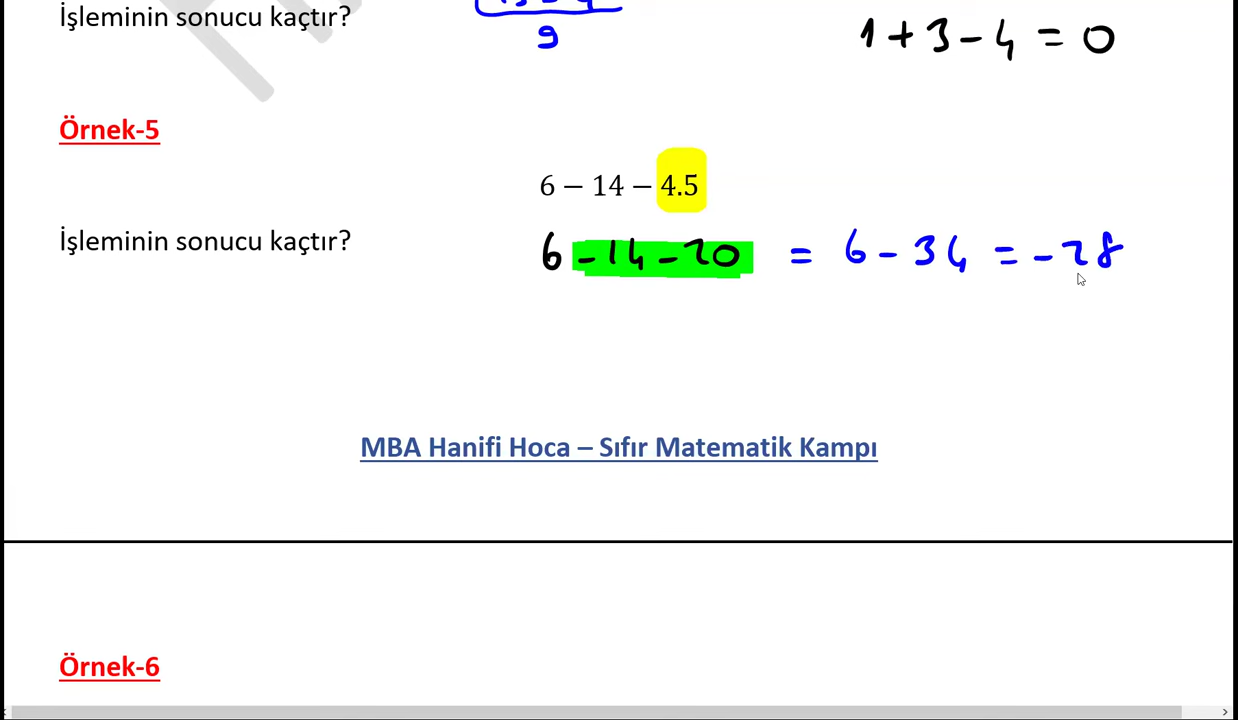 İşleminin sonucu kaçtır?
9
1 + 3 - 4 = 0
Örnek-5
6 − 14 − 4.5
İşleminin sonucu kaçtır?
6 - 14 - 20 = 6 - 34 = - 28
MBA Hanifi Hoca – Sıfır Matematik Kampı
Örnek-6